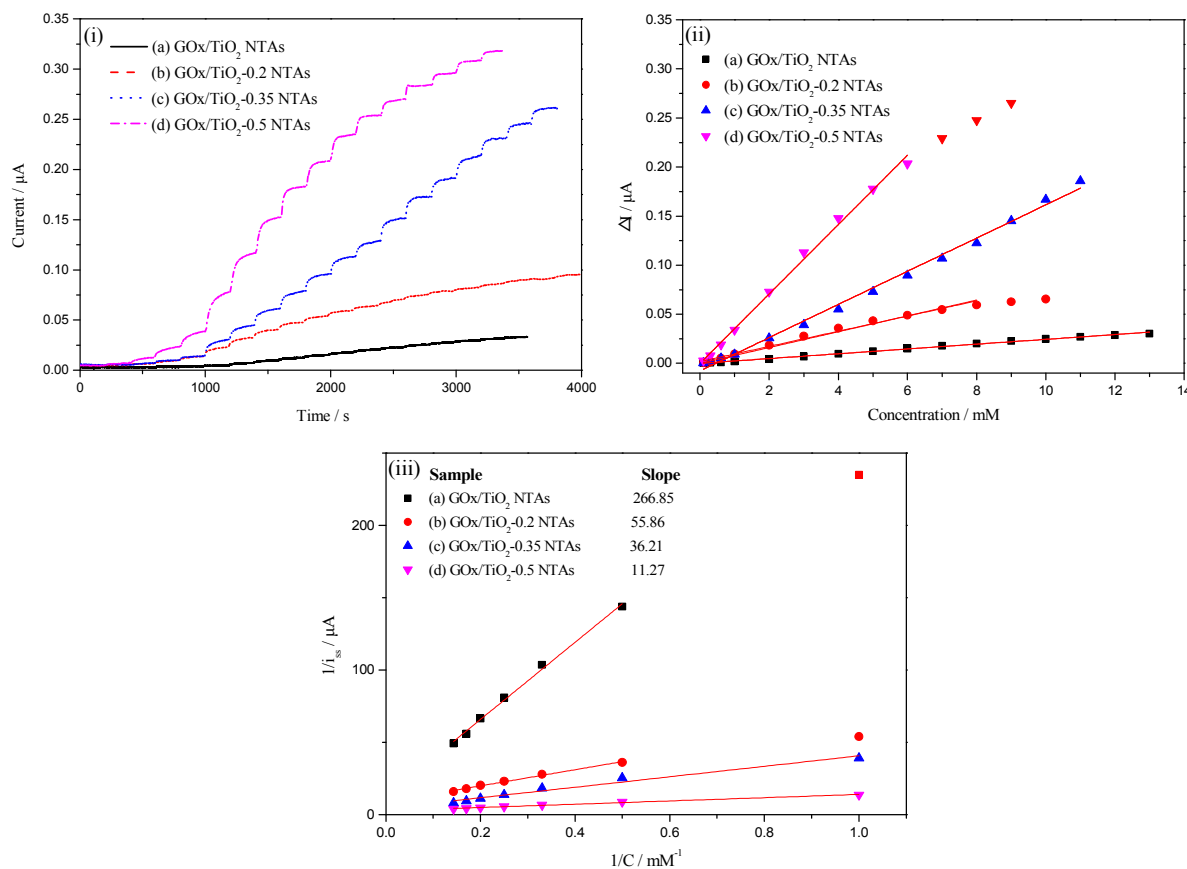 (i)
(a) GOx/TiO₂ NTAs
(b) GOx/TiO₂-0.2 NTAs
(c) GOx/TiO₂-0.35 NTAs
(d) GOx/TiO₂-0.5 NTAs
0.35
0.30
0.25
0.20
0.15
0.10
0.05
0.00
Current / μA
0 1000 2000 3000 4000
Time / s
(ii)
(a) GOx/TiO₂ NTAs
(b) GOx/TiO₂-0.2 NTAs
(c) GOx/TiO₂-0.35 NTAs
(d) GOx/TiO₂-0.5 NTAs
0.35
0.30
0.25
0.20
0.15
0.10
0.05
0.00
ΔI / μA
0 2 4 6 8 10 12 14
Concentration / mM
(iii) Sample Slope
(a) GOx/TiO₂ NTAs 266.85
(b) GOx/TiO₂-0.2 NTAs 55.86
(c) GOx/TiO₂-0.35 NTAs 36.21
(d) GOx/TiO₂-0.5 NTAs 11.27
200
100
0
1/iₛₛ / μA
0.0 0.2 0.4 0.6 0.8 1.0
1/C / mM⁻¹